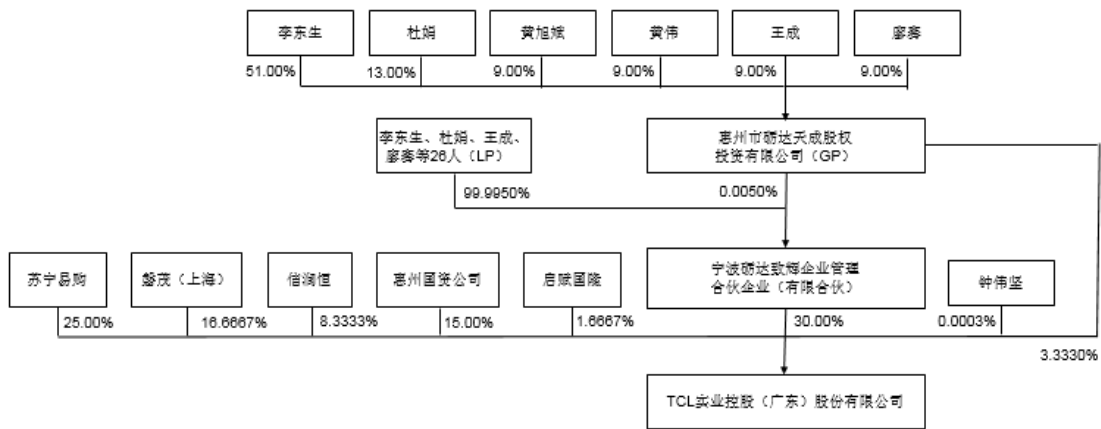 李东生
杜娟
黄旭斌
黄伟
王成
廖骞
51.00%
13.00%
9.00%
9.00%
9.00%
9.00%
李东生、杜娟、王成、
廖骞等26人（LP）
惠州市砺达天成股权
投资有限公司（GP）
99.9950%
0.0050%
苏宁易购
磐茂（上海）
信润恒
惠州国资公司
启赋国隆
宁波砺达致辉企业管理
合伙企业（有限合伙）
钟伟坚
25.00%
16.6667%
8.3333%
15.00%
1.6667%
30.00%
0.0003%
3.3330%
TCL实业控股（广东）股份有限公司